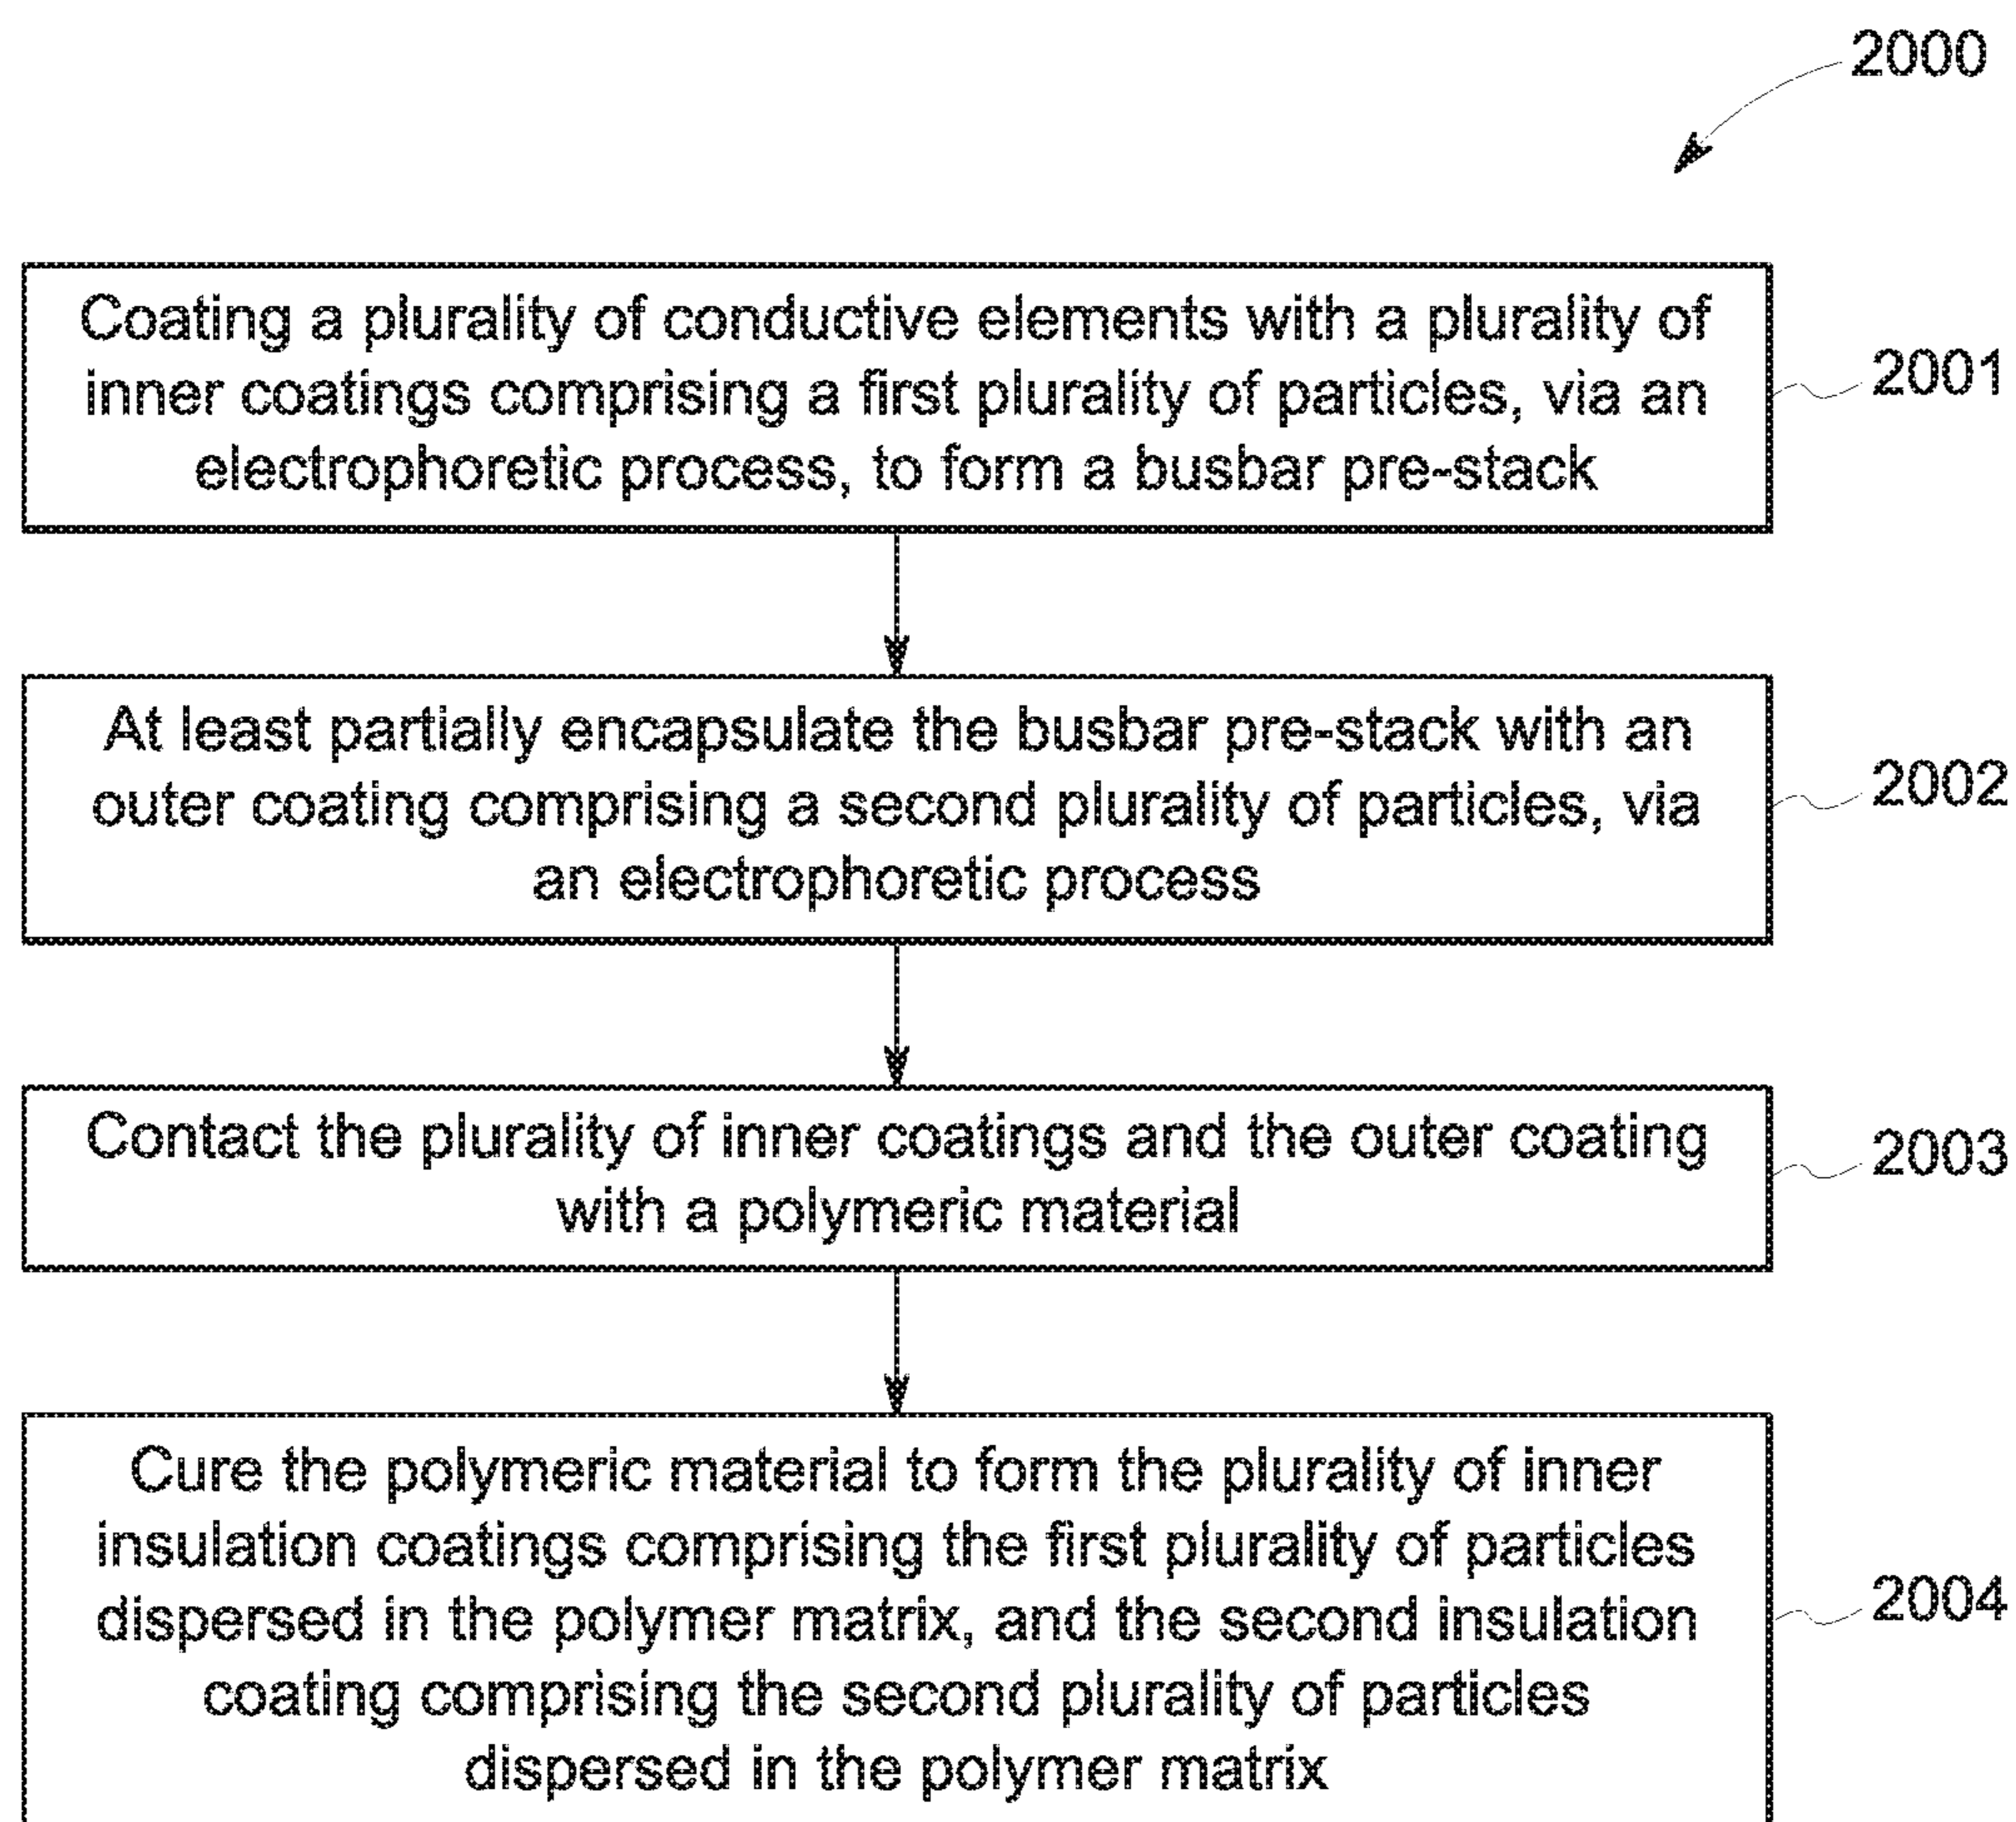 2000
Coating a plurality of conductive elements with a plurality of
inner coatings comprising a first plurality of particles, via an
electrophoretic process, to form a busbar pre-stack
2001
At least partially encapsulate the busbar pre-stack with an
outer coating comprising a second plurality of particles, via
an electrophoretic process
2002
Contact the plurality of inner coatings and the outer coating
with a polymeric material
2003
Cure the polymeric material to form the plurality of inner
insulation coatings comprising the first plurality of particles
dispersed in the polymer matrix, and the second insulation
coating comprising the second plurality of particles
dispersed in the polymer matrix
2004